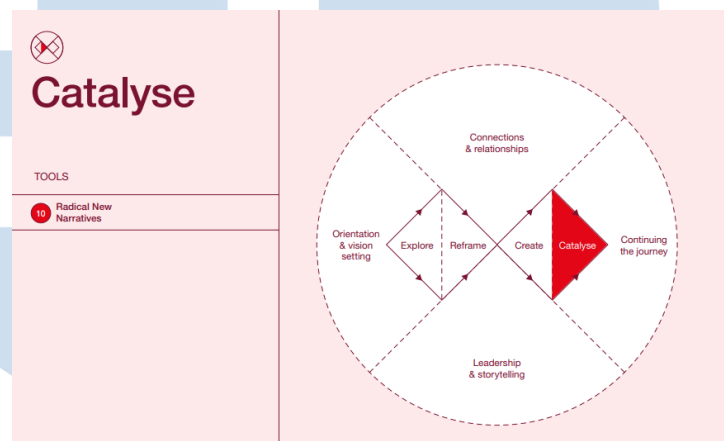 Catalyse
TOOLS
10
Radical New
Narratives
Connections
& relationships
Orientation
& vision
setting
Explore
Reframe
Create
Catalyse
Continuing
the journey
Leadership
& storytelling